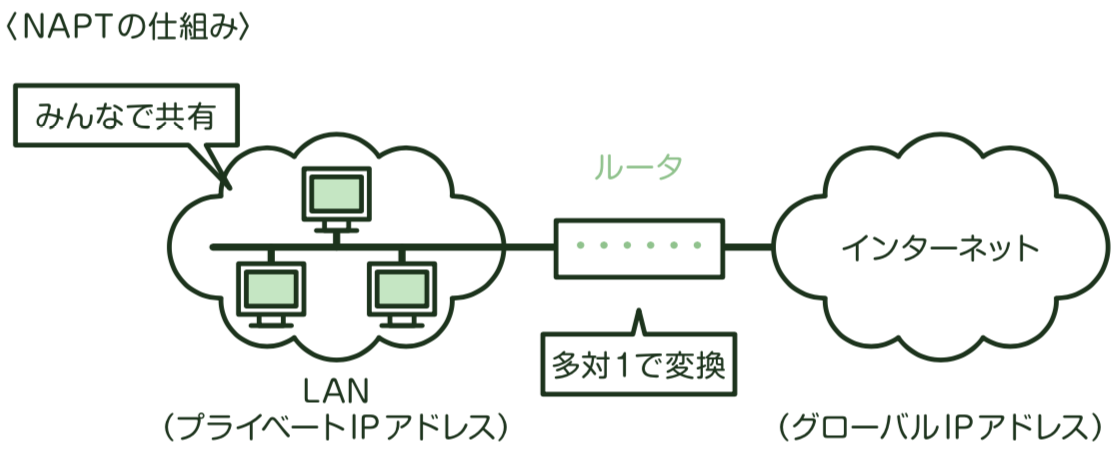 〈NAPTの仕組み〉
みんなで共有
ルータ
インターネット
多対1で変換
LAN
（プライベートIPアドレス）
（グローバルIPアドレス）